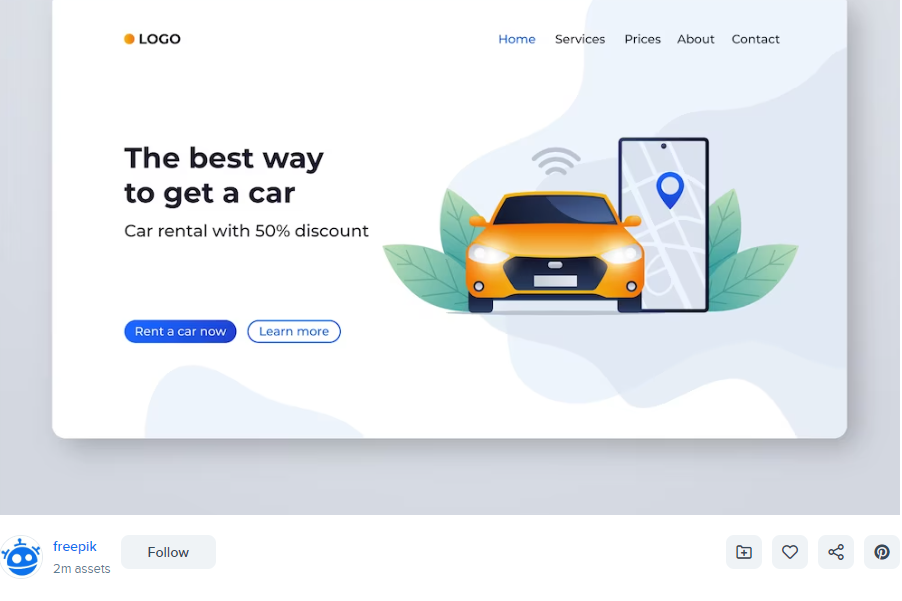 LOGO
Home Services Prices About Contact
The best way
to get a car
Car rental with 50% discount
Rent a car now Learn more
freepik
2m assets
Follow